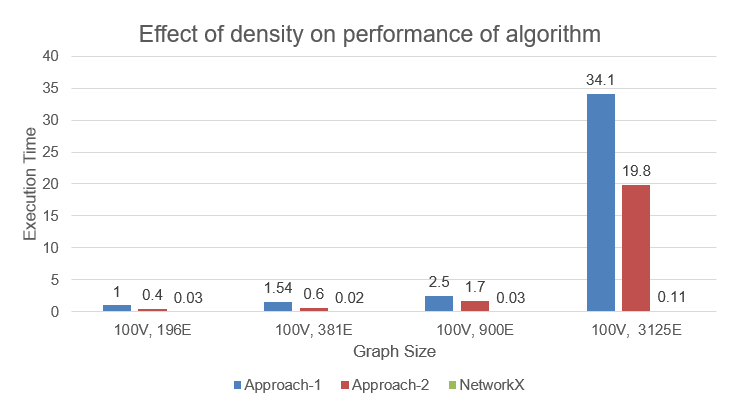 Effect of density on performance of algorithm
Execution Time
40
35
30
25
20
15
10
5
0
1
0.4
0.03
1.54
0.6
0.02
2.5
1.7
0.03
34.1
19.8
0.11
100V, 196E
100V, 381E
100V, 900E
100V, 3125E
Graph Size
Approach-1
Approach-2
NetworkX